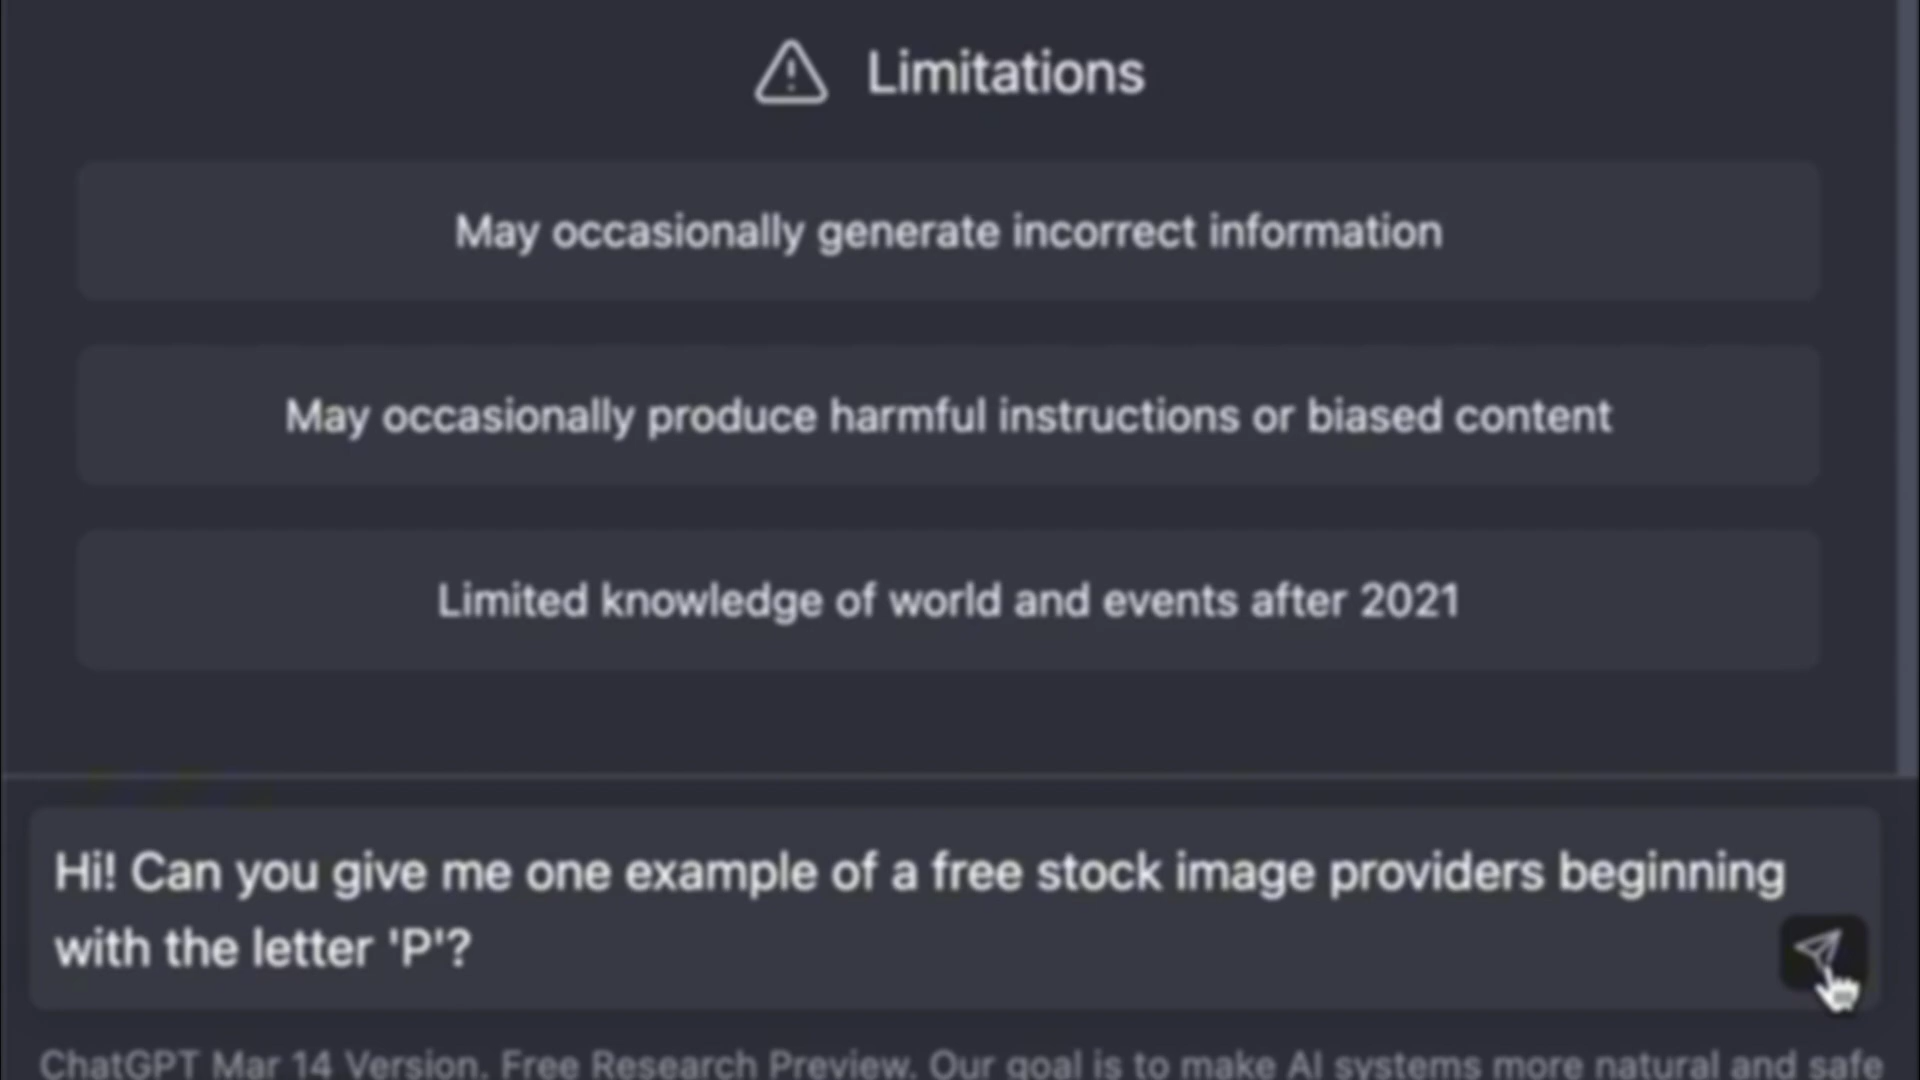 Limitations
May occasionally generate incorrect information
May occasionally produce harmful instructions or biased content
Limited knowledge of world and events after 2021
Hi! Can you give me one example of a free stock image providers beginning
with the letter 'P'?
ChatGPT Mar 14 Version. Free Research Preview. Our goal is to make AI systems more natural and safe